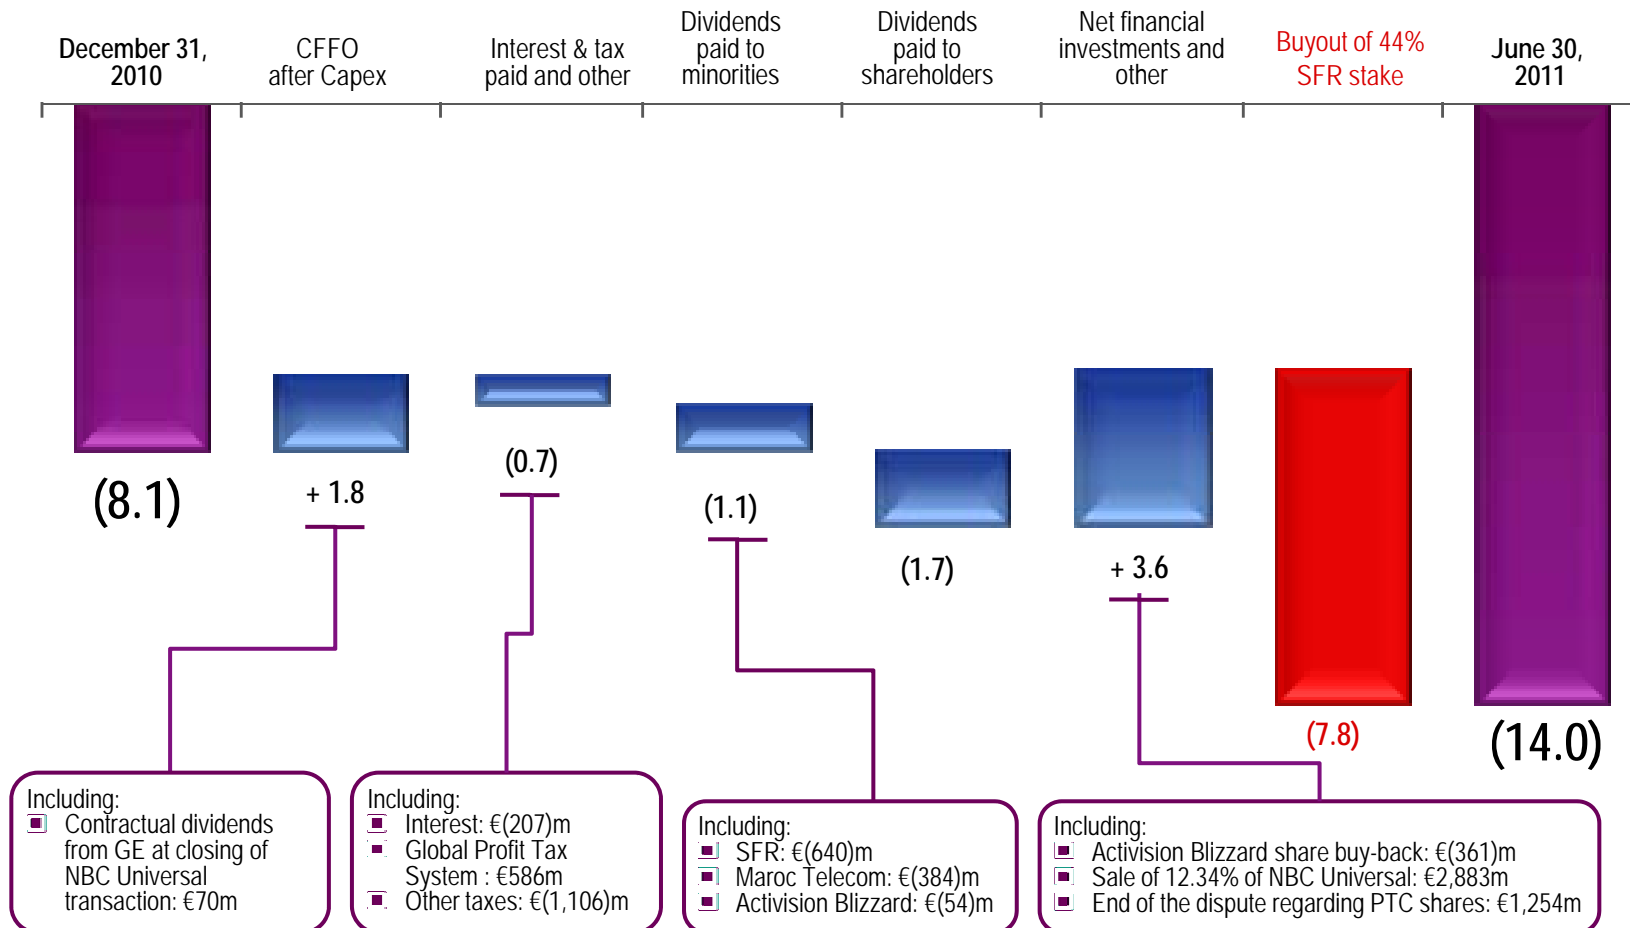 December 31,
2010
CFFO
after Capex
Interest & tax
paid and other
Dividends
paid to
minorities
Dividends
paid to
shareholders
Net financial
investments and
other
Buyout of 44%
SFR stake
June 30,
2011
(8.1)
+ 1.8
(0.7)
(1.1)
(1.7)
+ 3.6
(7.8)
(14.0)
Including:
Contractual dividends
from GE at closing of
NBC Universal
transaction: €70m
Including:
Interest: €(207)m
Global Profit Tax
System : €586m
Other taxes: €(1,106)m
Including:
SFR: €(640)m
Maroc Telecom: €(384)m
Activision Blizzard: €(54)m
Including:
Activision Blizzard share buy-back: €(361)m
Sale of 12.34% of NBC Universal: €2,883m
End of the dispute regarding PTC shares: €1,254m